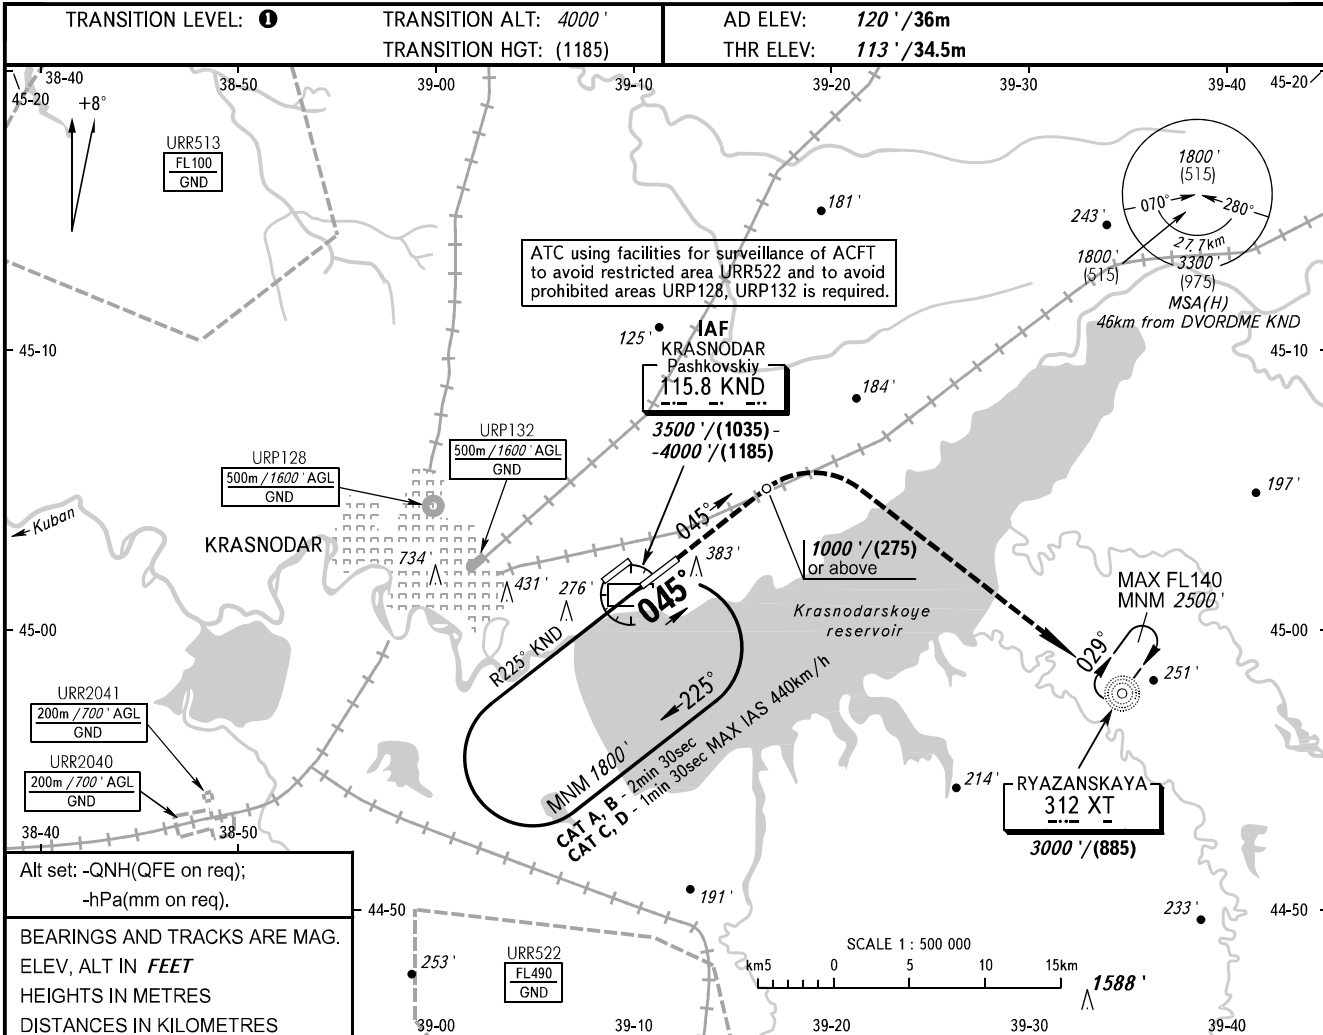 TRANSITION LEVEL: ❶
TRANSITION ALT: 4000'
TRANSITION HGT: (1185)
AD ELEV: 120'/36m
THR ELEV: 113'/34.5m
38-40
38-50
39-00
39-10
39-20
39-30
39-40
45-20
45-20
+8°
URR513
FL100
GND
181'
243'
1800'
(515)
070°
280°
27.7km
1800'
(515)
3300'
(975)
MSA(H)
46km from DVORDME KND
ATC using facilities for surveillance of ACFT
to avoid restricted area URR522 and to avoid
prohibited areas URP128, URP132 is required.
125'
IAF
KRASNODAR
Pashkovskiy
115.8 KND
3500'/(1035)-
-4000'/(1185)
45-10
45-10
184'
URP132
500m/1600' AGL
GND
URP128
500m/1600' AGL
GND
197'
Kuban
KRASNODAR
734'
431'
276'
383'
045°
045°
1000'/(275)
or above
MAX FL140
MNM 2500'
Krasnodarskoye
reservoir
45-00
45-00
R225° KND
225°
029°
251'
MNM 1800'
CAT A, B - 2min 30sec
CAT C, D - 1min 30sec MAX IAS 440km/h
URR2041
200m/700' AGL
GND
URR2040
200m/700' AGL
GND
214'
RYAZANSKAYA
312 XT
3000'/(885)
38-40
38-50
Alt set: -QNH(QFE on req);
-hPa(mm on req).
191'
44-50
233'
44-50
BEARINGS AND TRACKS ARE MAG.
ELEV, ALT IN FEET
HEIGHTS IN METRES
DISTANCES IN KILOMETRES
253'
URR522
FL490
GND
SCALE 1 : 500 000
km5 0 5 10 15km
1588'
39-00
39-10
39-20
39-30
39-40